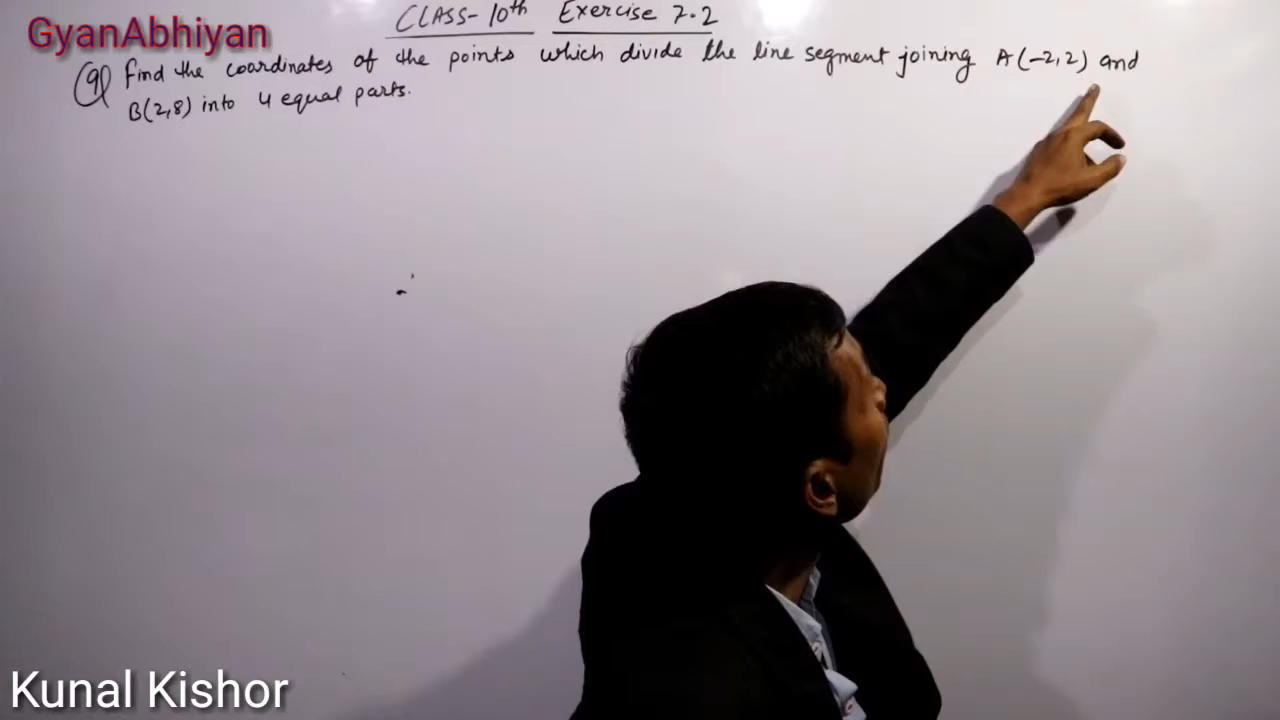 GyanAbhiyan
CLASS-10th Exercise 7.2
Q9 Find the coordinates of the points which divide the line segment joining A(-2,2) and
B(2,8) into 4 equal parts.
Kunal Kishor